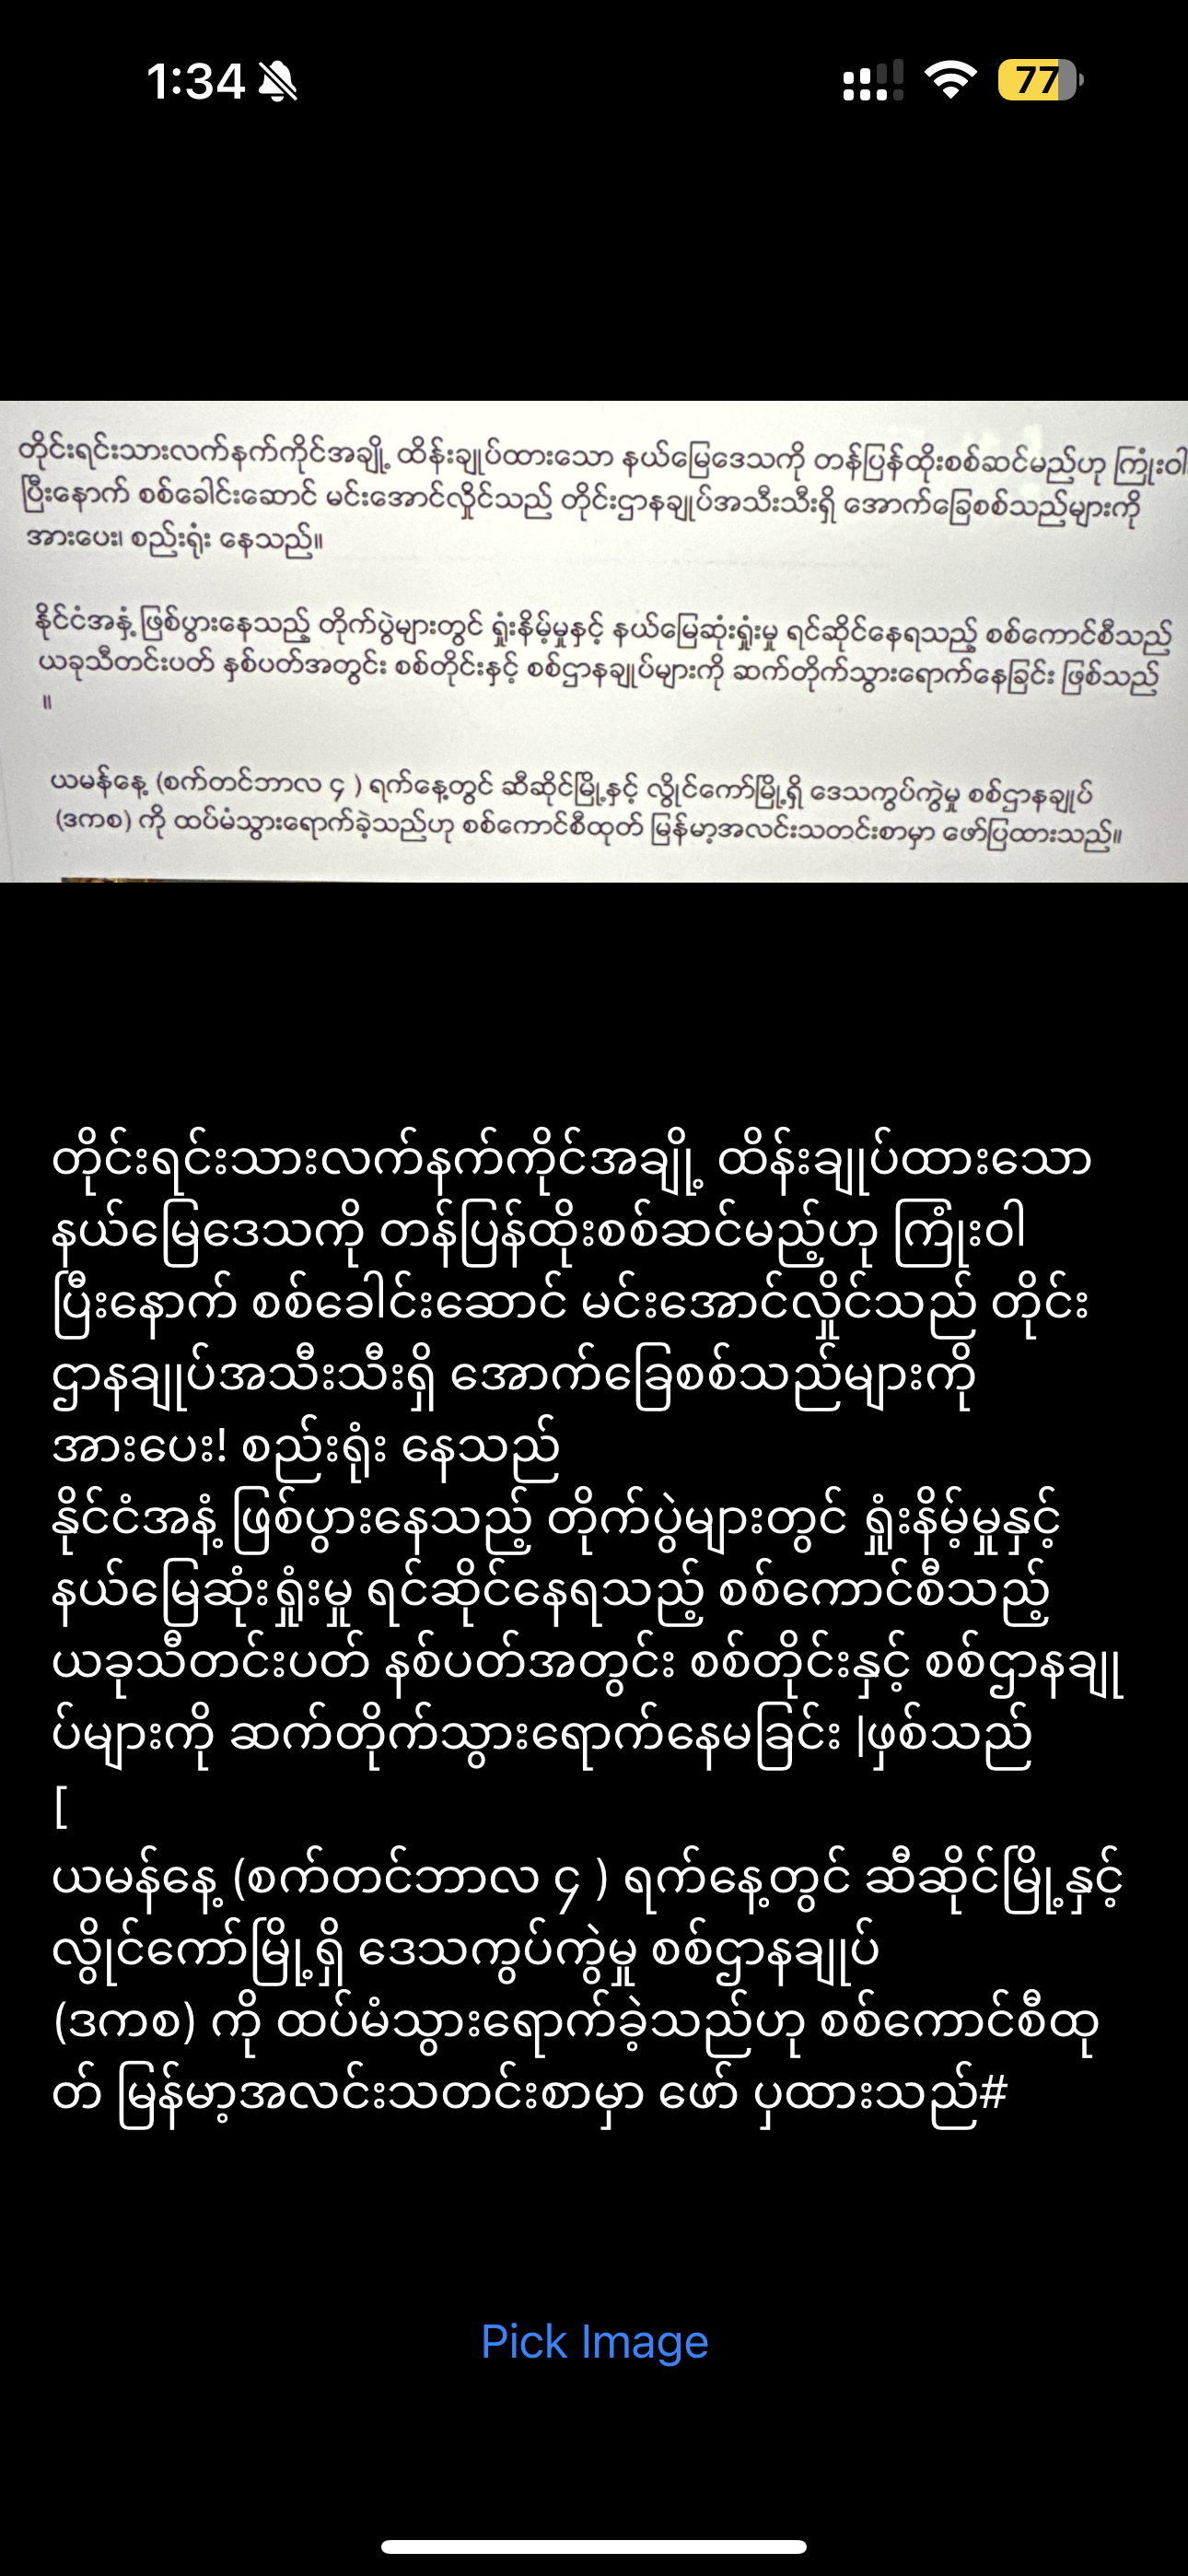 1:34
77
တိုင်းရင်းသားလက်နက်ကိုင်အချို့ ထိန်းချုပ်ထားသော နယ်မြေဒေသကို တန်ပြန်ထိုးစစ်ဆင်မည်ဟု ကြုံးဝါ
ပြီးနောက် စစ်ခေါင်းဆောင် မင်းအောင်လှိုင်သည် တိုင်းဌာနချုပ်အသီးသီးရှိ အောက်ခြေစစ်သည်များကို
အားပေး၊ စည်းရုံး နေသည်။
နိုင်ငံအနှံ့ ဖြစ်ပွားနေသည့် တိုက်ပွဲများတွင် ရှုံးနိမ့်မှုနှင့် နယ်မြေဆုံးရှုံးမှု ရင်ဆိုင်နေရသည့် စစ်ကောင်စီသည်
ယခုသီတင်းပတ် နှစ်ပတ်အတွင်း စစ်တိုင်းနှင့် စစ်ဌာနချုပ်များကို ဆက်တိုက်သွားရောက်နေခြင်း ဖြစ်သည်
။
ယမန်နေ့ (စက်တင်ဘာလ ၄ ) ရက်နေ့တွင် ဆီဆိုင်မြို့နှင့် လွိုင်ကော်မြို့ရှိ ဒေသကွပ်ကွဲမှု စစ်ဌာနချုပ်
(ဒကစ) ကို ထပ်မံသွားရောက်ခဲ့သည်ဟု စစ်ကောင်စီထုတ် မြန်မာ့အလင်းသတင်းစာမှာ ဖော်ပြထားသည်။
တိုင်းရင်းသားလက်နက်ကိုင်အချို့ ထိန်းချုပ်ထားသော
နယ်မြေဒေသကို တန်ပြန်ထိုးစစ်ဆင်မည့်ဟု ကြုံးဝါ
ပြီးနောက် စစ်ခေါင်းဆောင် မင်းအောင်လှိုင်သည် တိုင်း
ဌာနချုပ်အသီးသီးရှိ အောက်ခြေစစ်သည်များကို
အားပေး! စည်းရုံး နေသည်
နိုင်ငံအနံ့ ဖြစ်ပွားနေသည့် တိုက်ပွဲများတွင် ရှုံးနိမ့်မှုနှင့်
နယ်မြေဆုံးရှုံးမှု ရင်ဆိုင်နေရသည့် စစ်ကောင်စီသည့်
ယခုသီတင်းပတ် နစ်ပတ်အတွင်း စစ်တိုင်းနှင့် စစ်ဌာနချု
ပ်များကို ဆက်တိုက်သွားရောက်နေမခြင်း |ဖှစ်သည်
[
ယမန်နေ့ (စက်တင်ဘာလ ၄ ) ရက်နေ့တွင် ဆီဆိုင်မြို့နှင့်
လွိုင်ကော်မြို့ရှိ ဒေသကွပ်ကွဲမှု စစ်ဌာနချုပ်
(ဒကစ) ကို ထပ်မံသွားရောက်ခဲ့သည်ဟု စစ်ကောင်စီထု
တ် မြန်မာ့အလင်းသတင်းစာမှာ ဖော် ပှထားသည်#
Pick Image